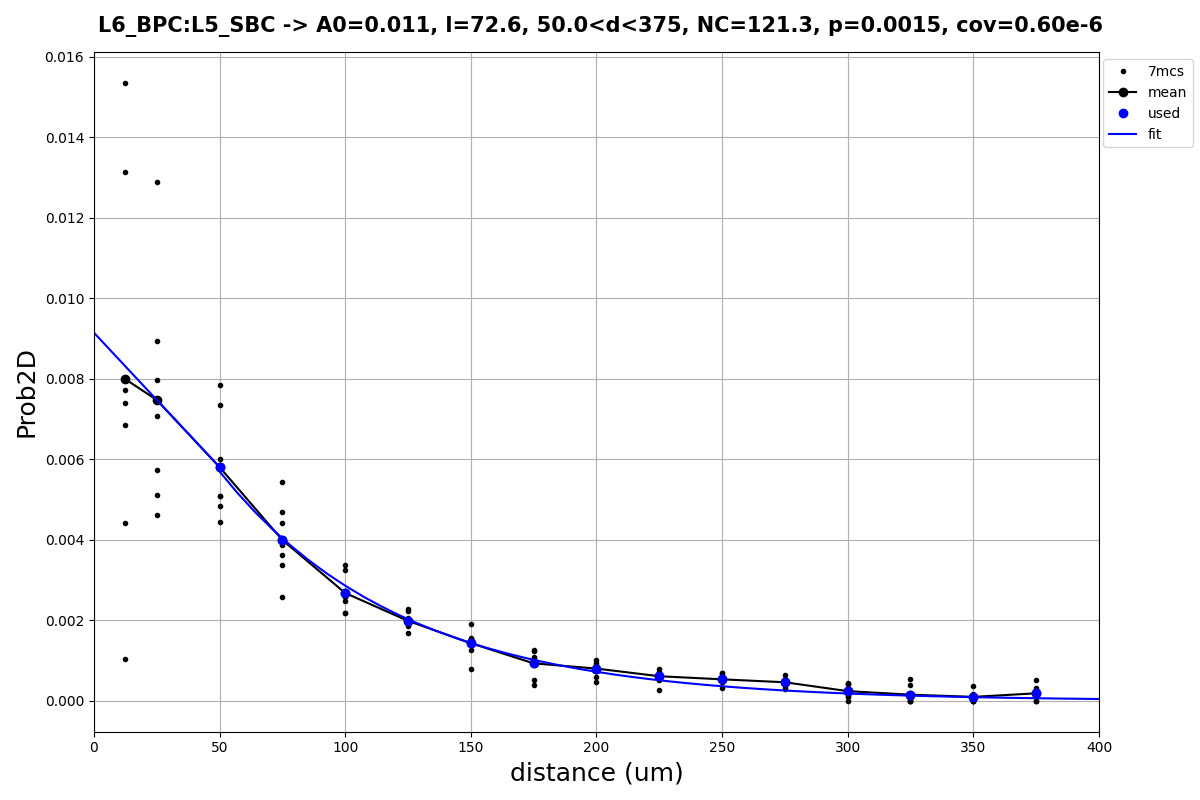 L6_BPC:L5_SBC -> A0=0.011, l=72.6, 50.0<d<375, NC=121.3, p=0.0015, cov=0.60e-6
0.016
0.014
0.012
0.010
0.008
0.006
0.004
0.002
0.000
Prob2D
0 50 100 150 200 250 300 350 400
distance (um)
7mcs
mean
used
fit